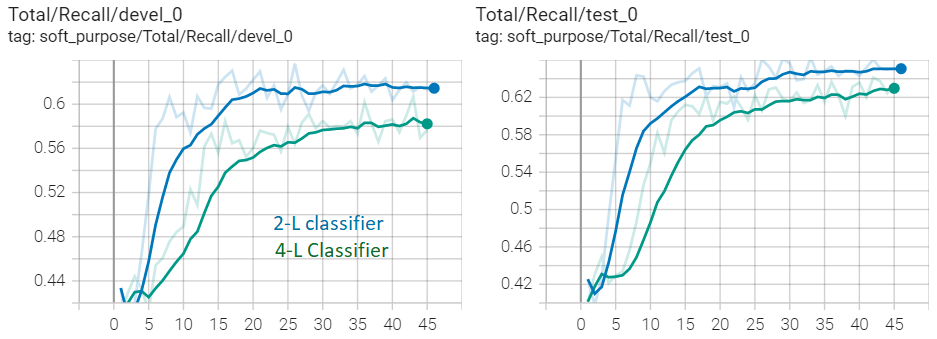 Total/Recall/devel_0
tag: soft_purpose/Total/Recall/devel_0
0.6
0.56
0.52
0.48
0.44
0 5 10 15 20 25 30 35 40 45
2-L classifier
4-L Classifier
Total/Recall/test_0
tag: soft_purpose/Total/Recall/test_0
0.62
0.58
0.54
0.5
0.46
0.42
0 5 10 15 20 25 30 35 40 45